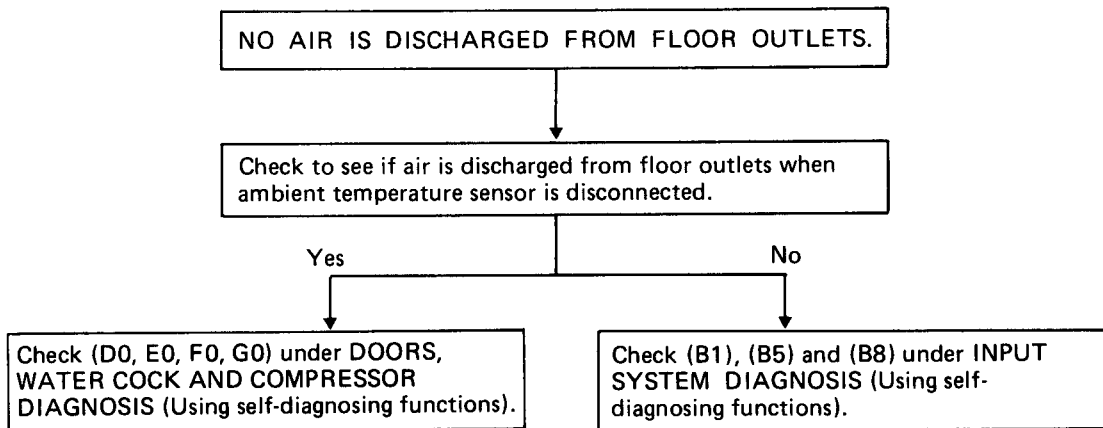 NO AIR IS DISCHARGED FROM FLOOR OUTLETS.
Check to see if air is discharged from floor outlets when
ambient temperature sensor is disconnected.
Yes
No
Check (D0, E0, F0, G0) under DOORS,
WATER COCK AND COMPRESSOR
DIAGNOSIS (Using self-diagnosing functions).
Check (B1), (B5) and (B8) under INPUT
SYSTEM DIAGNOSIS (Using self-
diagnosing functions).